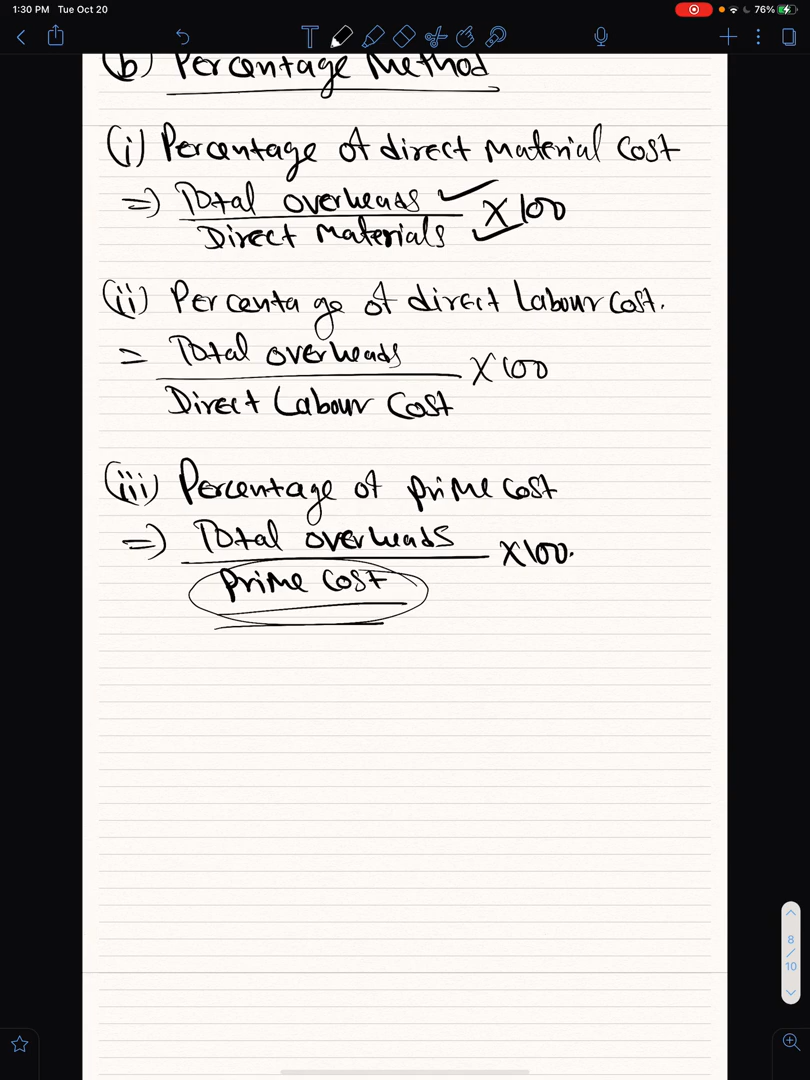 1:30 PM Tue Oct 20
76%
(b) Percentage Method
(i) Percentage of direct Material Cost
=) Total overheads
Direct Materials X 100
(ii) Percentage of direct Labour Cost.
= Total overheads
Direct Labour Cost X 100
(iii) Percentage of prime Cost
=) Total overheads
prime Cost X 100.
8
/
10